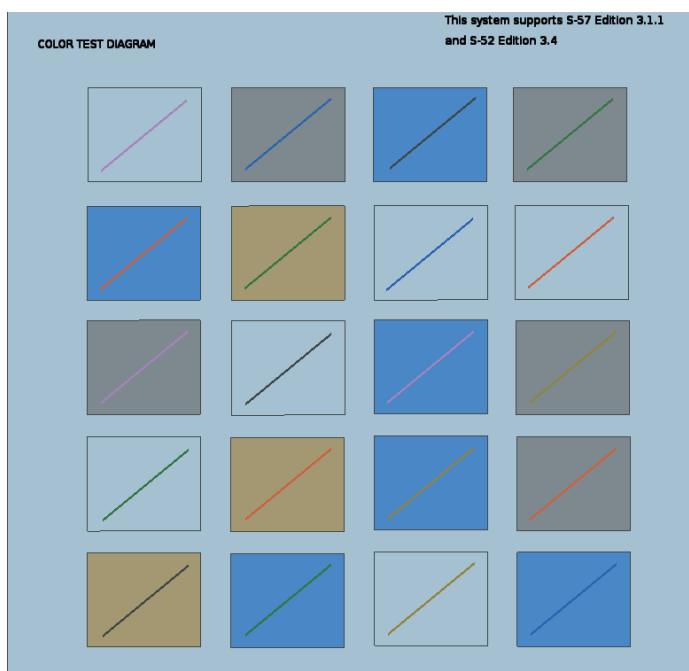 This system supports S-57 Edition 3.1.1
and S-52 Edition 3.4
COLOR TEST DIAGRAM